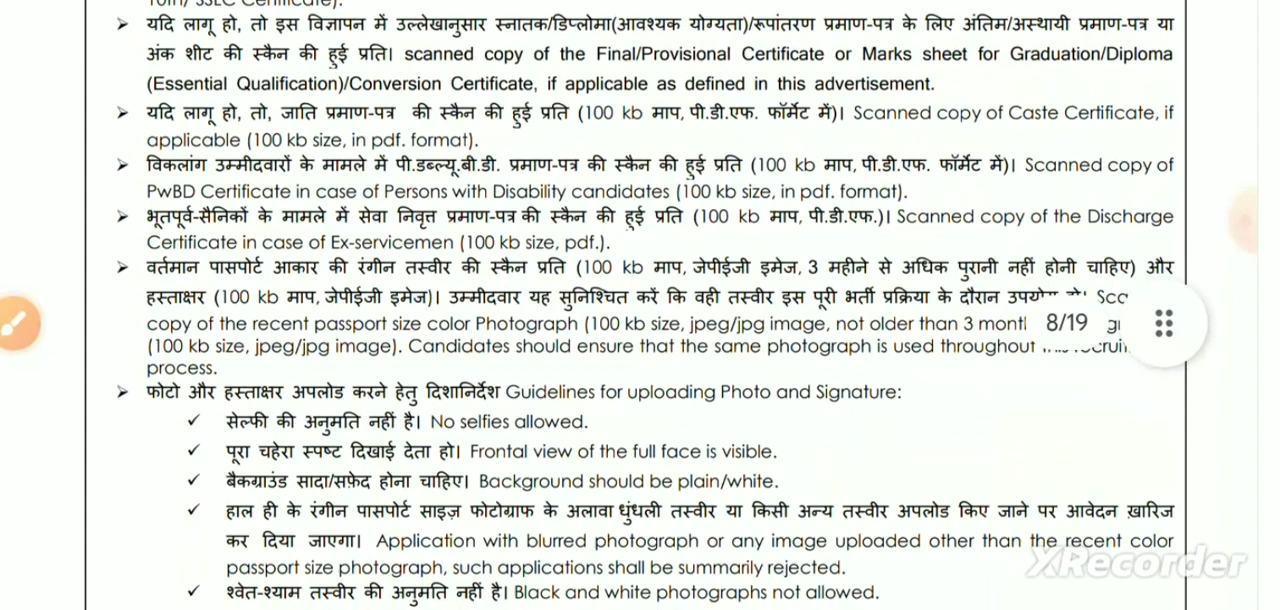 10th/ SSLC Certificate).
➢ यदि लागू हो, तो इस विज्ञापन में उल्लेखानुसार स्नातक/डिप्लोमा(आवश्यक योग्यता)/रूपांतरण प्रमाण-पत्र के लिए अंतिम/अस्थायी प्रमाण-पत्र या
अंक शीट की स्कैन की हुई प्रति। scanned copy of the Final/Provisional Certificate or Marks sheet for Graduation/Diploma
(Essential Qualification)/Conversion Certificate, if applicable as defined in this advertisement.
➢ यदि लागू हो, तो, जाति प्रमाण-पत्र की स्कैन की हुई प्रति (100 kb माप, पी.डी.एफ. फॉर्मेट में)। Scanned copy of Caste Certificate, if
applicable (100 kb size, in pdf. format).
➢ विकलांग उम्मीदवारों के मामले में पी.डब्ल्यू.बी.डी. प्रमाण-पत्र की स्कैन की हुई प्रति (100 kb माप, पी.डी.एफ. फॉर्मेट में)। Scanned copy of
PwBD Certificate in case of Persons with Disability candidates (100 kb size, in pdf. format).
➢ भूतपूर्व-सैनिकों के मामले में सेवा निवृत्त प्रमाण-पत्र की स्कैन की हुई प्रति (100 kb माप, पी.डी.एफ.)। Scanned copy of the Discharge
Certificate in case of Ex-servicemen (100 kb size, pdf.).
➢ वर्तमान पासपोर्ट आकार की रंगीन तस्वीर की स्कैन प्रति (100 kb माप, जेपीईजी इमेज, 3 महीने से अधिक पुरानी नहीं होनी चाहिए) और
हस्ताक्षर (100 kb माप, जेपीईजी इमेज)। उम्मीदवार यह सुनिश्चित करें कि वही तस्वीर इस पूरी भर्ती प्रक्रिया के दौरान
copy of the recent passport size color Photograph (100 kb size, jpeg/jpg image, not older than 3 8/19
(100 kb size, jpeg/jpg image). Candidates should ensure that the same photograph is used throughout
process.
➢ फोटो और हस्ताक्षर अपलोड करने हेतु दिशानिर्देश Guidelines for uploading Photo and Signature:
✓ सेल्फी की अनुमति नहीं है। No selfies allowed.
✓ पूरा चहेरा स्पष्ट दिखाई देता हो। Frontal view of the full face is visible.
✓ बैकग्राउंड सादा/सफ़ेद होना चाहिए। Background should be plain/white.
✓ हाल ही के रंगीन पासपोर्ट साइज़ फोटोग्राफ के अलावा धुंधली तस्वीर या किसी अन्य तस्वीर अपलोड किए जाने पर आवेदन ख़ारिज
कर दिया जाएगा। Application with blurred photograph or any image uploaded other than the recent color
passport size photograph, such applications shall be summarily rejected.
✓ श्वेत-श्याम तस्वीर की अनुमति नहीं है। Black and white photographs not allowed.
XRecorder